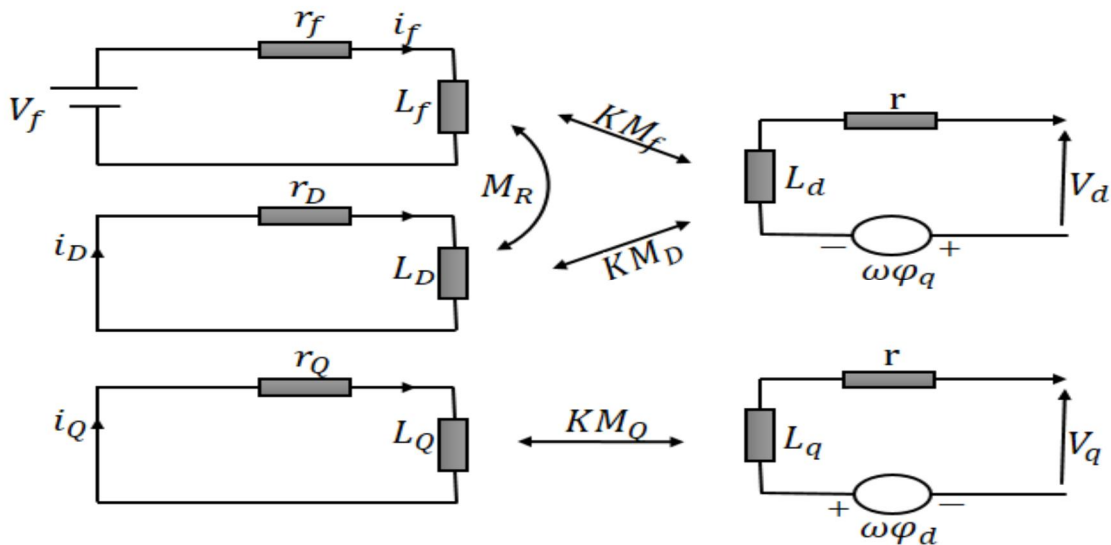 r_f i_f
V_f L_f
KM_f
r
M_R
L_d V_d
r_D
i_D L_D
KM_D
− +
ωφ_q
r_Q
r
i_Q L_Q
KM_Q
L_q V_q
+ −
ωφ_d